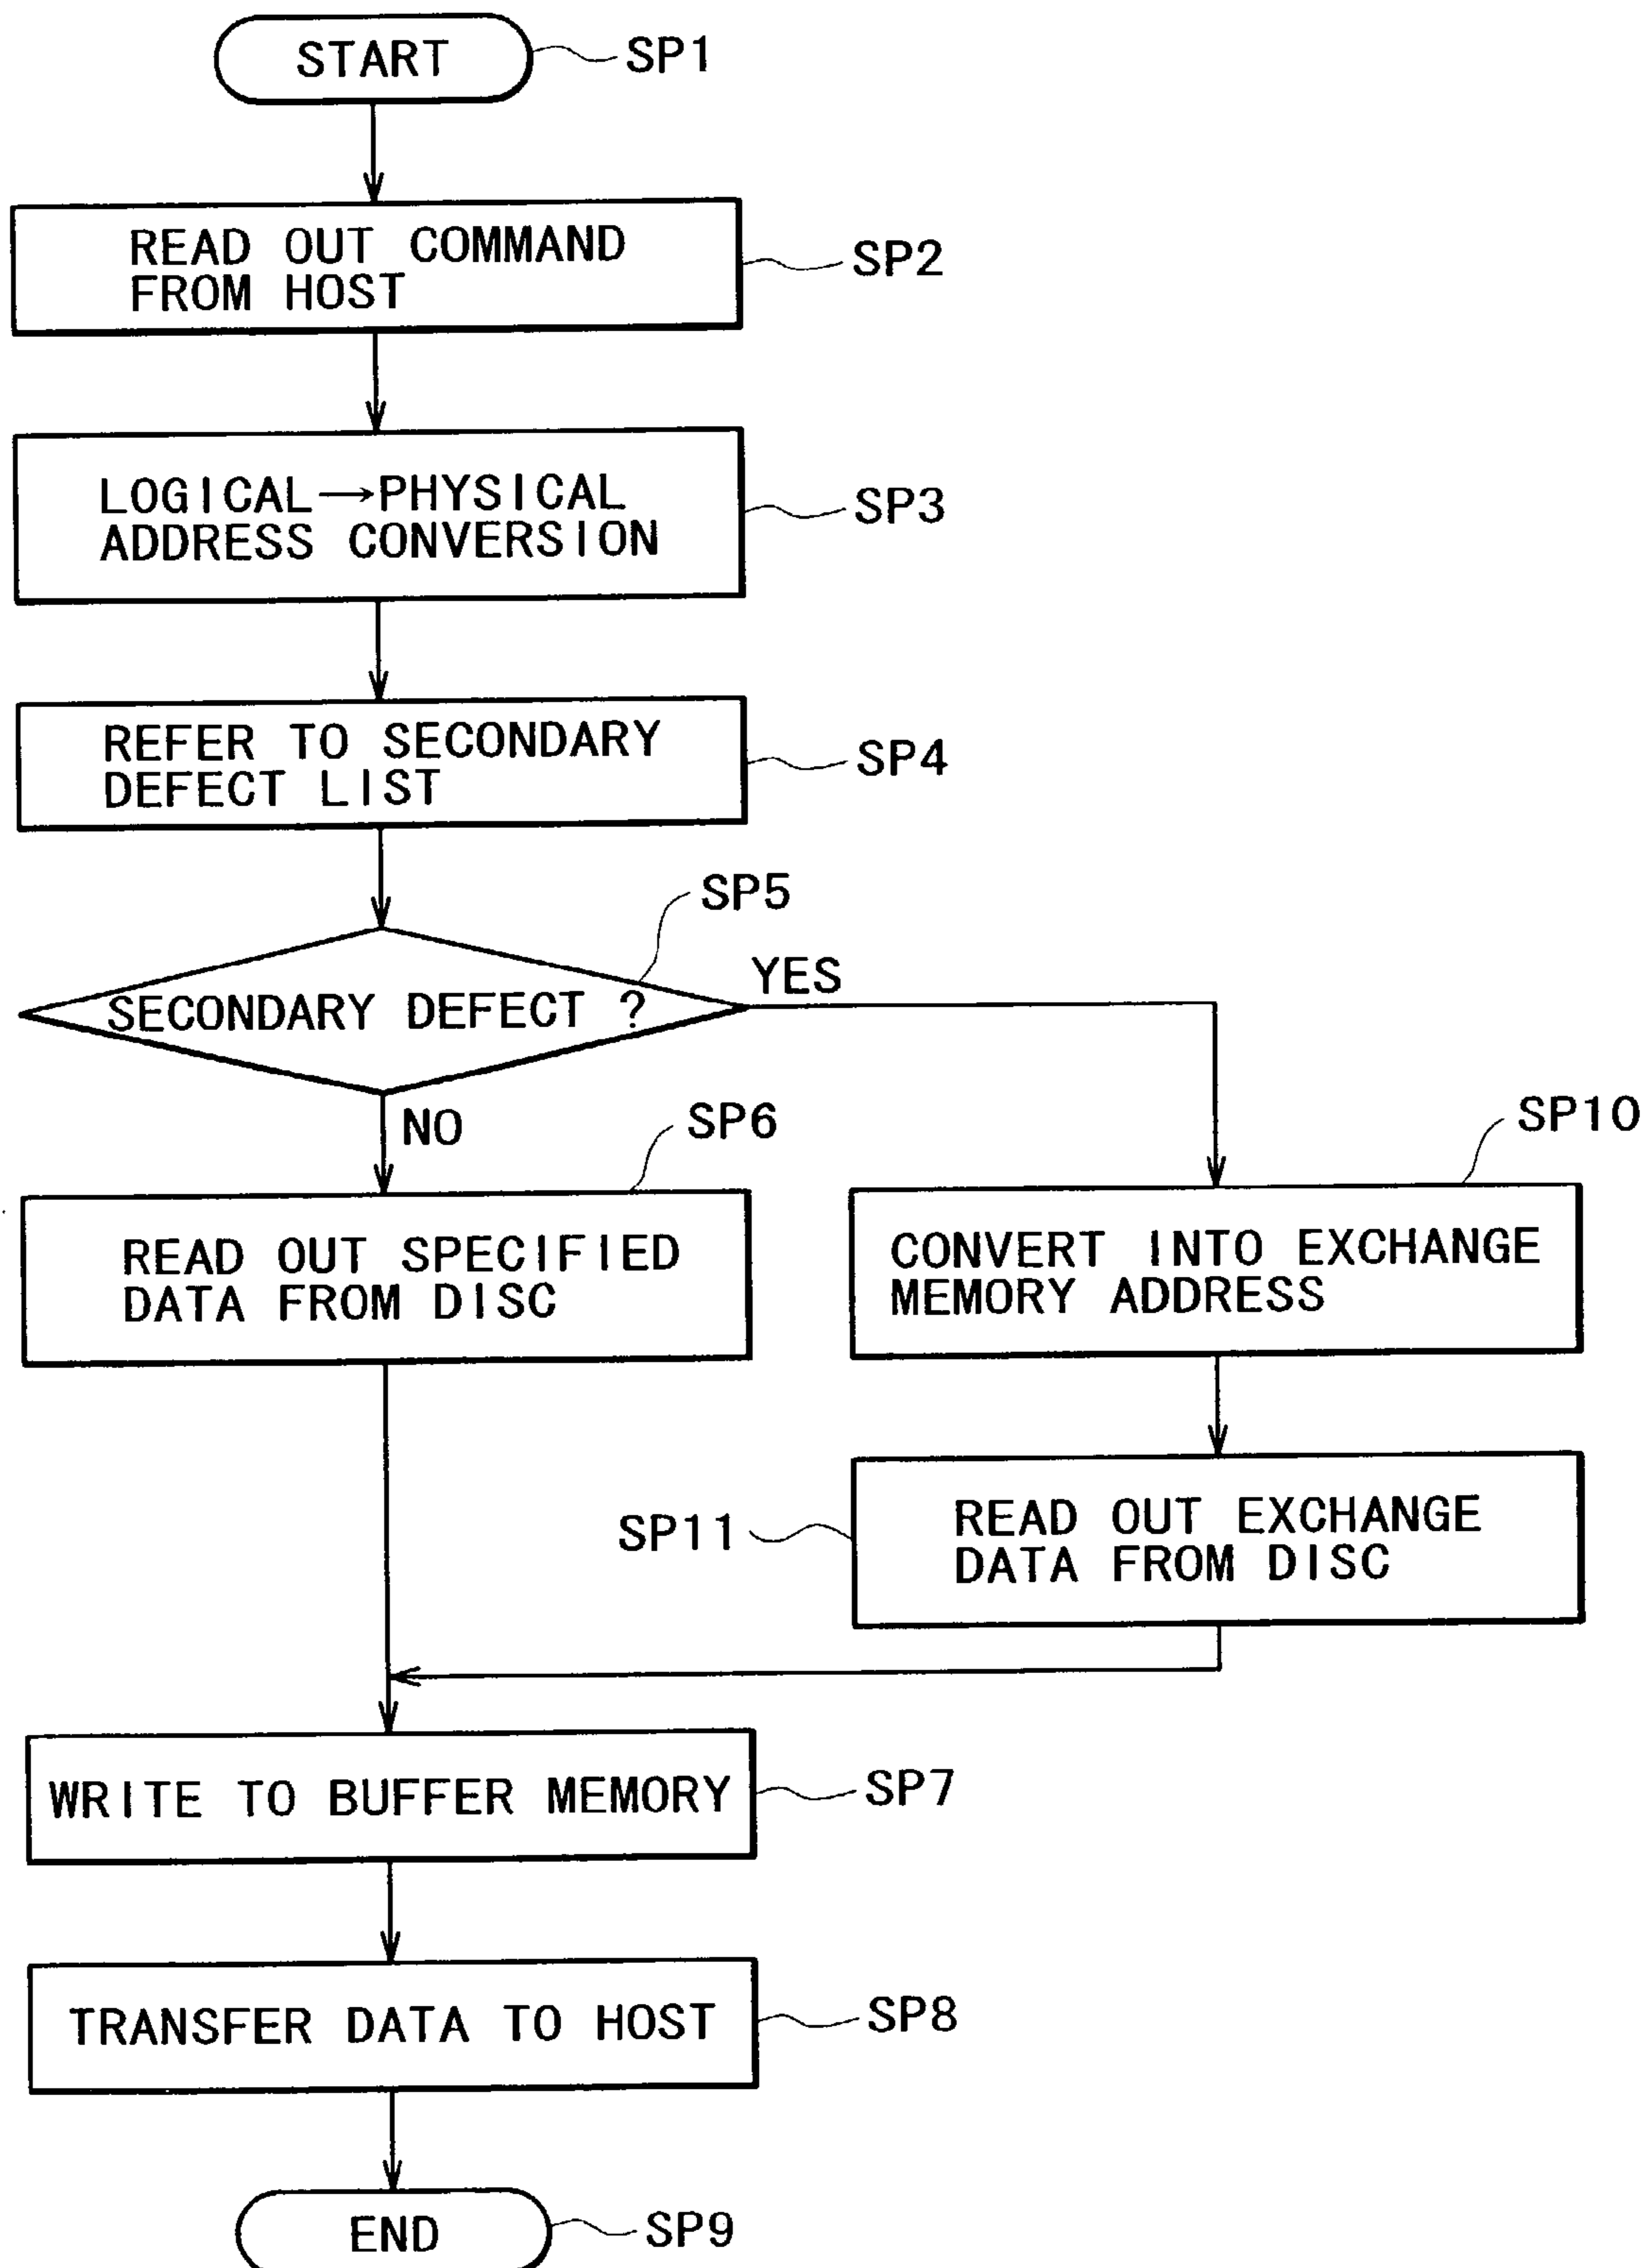 START
SP1
READ OUT COMMAND
FROM HOST
SP2
LOGICAL→PHYSICAL
ADDRESS CONVERSION
SP3
REFER TO SECONDARY
DEFECT LIST
SP4
SP5
SECONDARY DEFECT ?
YES
NO
SP6
READ OUT SPECIFIED
DATA FROM DISC
SP10
CONVERT INTO EXCHANGE
MEMORY ADDRESS
SP11
READ OUT EXCHANGE
DATA FROM DISC
WRITE TO BUFFER MEMORY
SP7
TRANSFER DATA TO HOST
SP8
END
SP9